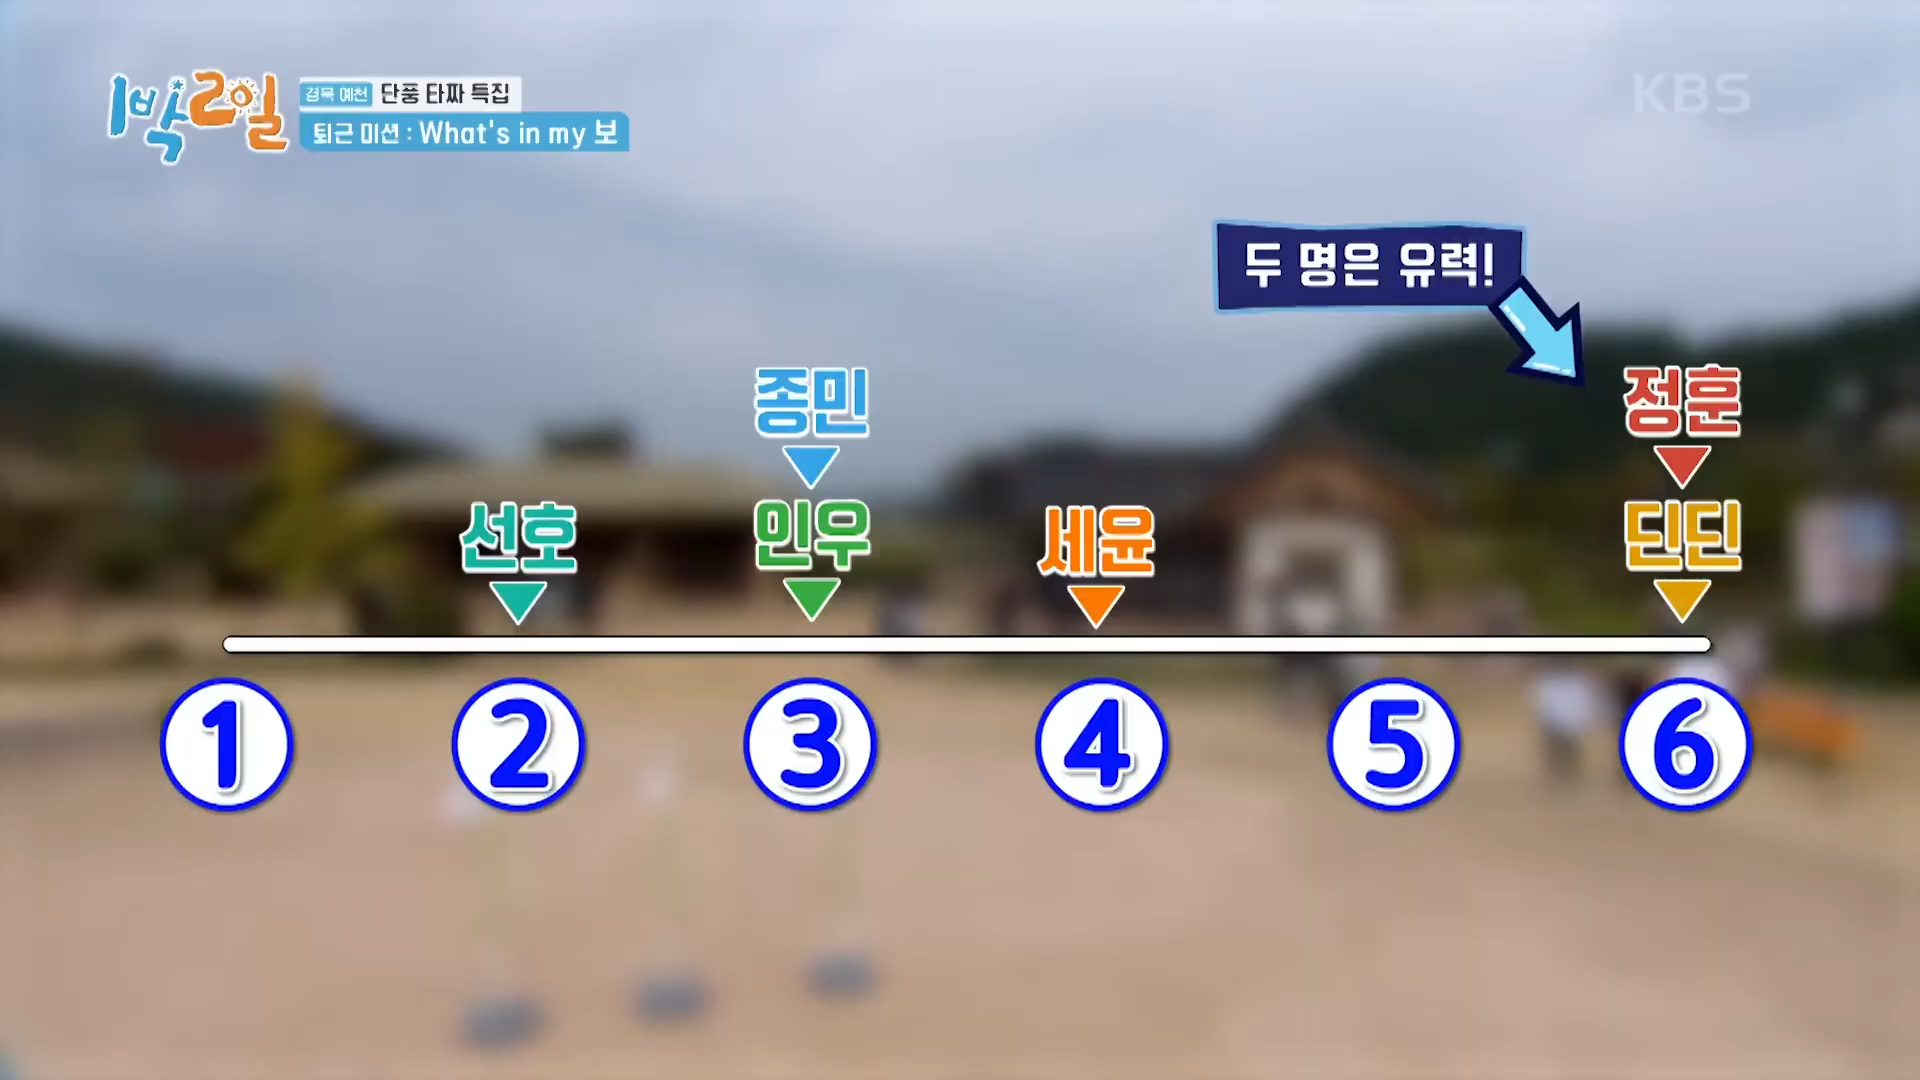 1박2일
경북 예천 단풍 타짜 특집
퇴근 미션 : What's in my 보
KBS
두 명은 유력!
종민
정훈
선호
인우
세윤
딘딘
1 2 3 4 5 6